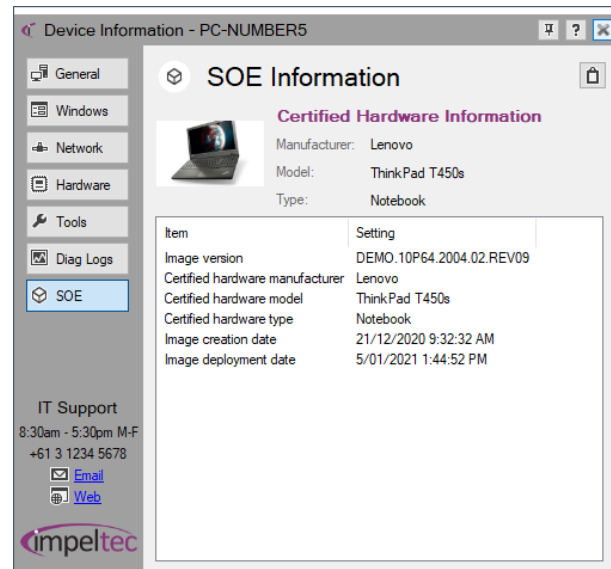 Device Information - PC-NUMBER5
?
General
Windows
Network
Hardware
Tools
Diag Logs
SOE
IT Support
8:30am - 5:30pm M-F
+61 3 1234 5678
Email
Web
impeltec
SOE Information
Certified Hardware Information
Manufacturer: Lenovo
Model: ThinkPad T450s
Type: Notebook
Item Setting
Image version DEMO.10P64.2004.02.REV09
Certified hardware manufacturer Lenovo
Certified hardware model ThinkPad T450s
Certified hardware type Notebook
Image creation date 21/12/2020 9:32:32 AM
Image deployment date 5/01/2021 1:44:52 PM